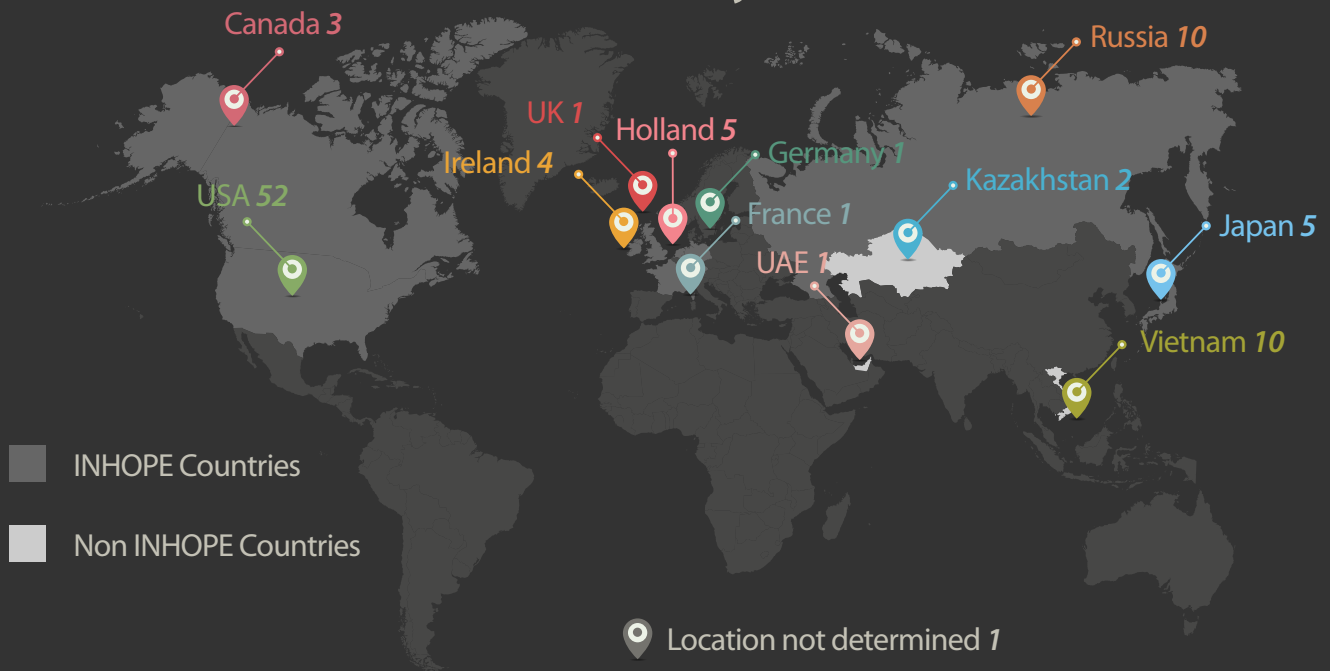 Canada 3
Russia 10
UK 1
Holland 5
Ireland 4
Germany 1
USA 52
Kazakhstan 2
France 1
Japan 5
UAE 1
Vietnam 10
INHOPE Countries
Non INHOPE Countries
Location not determined 1